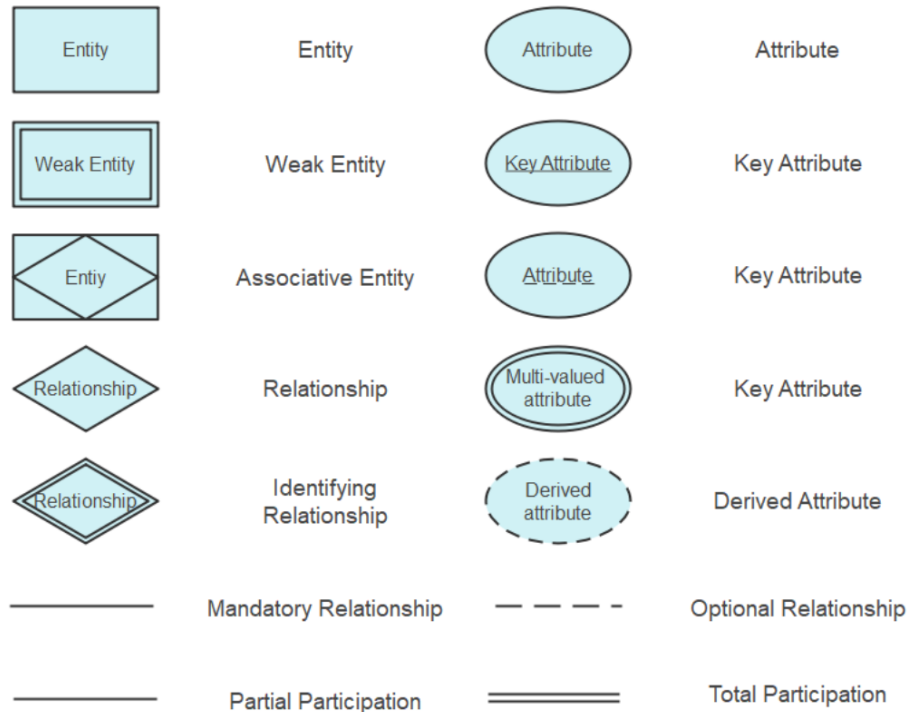 Entity
Entity
Attribute
Attribute
Weak Entity
Weak Entity
Key Attribute
Key Attribute
Entiy
Associative Entity
Attribute
Key Attribute
Relationship
Relationship
Multi-valued
attribute
Key Attribute
Relationship
Identifying
Relationship
Derived
attribute
Derived Attribute
Mandatory Relationship
Optional Relationship
Partial Participation
Total Participation